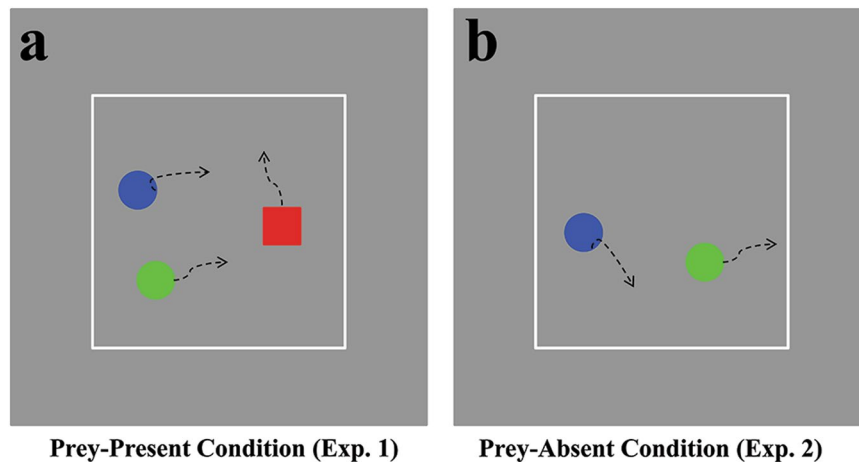 a
b
Prey-Present Condition (Exp. 1)
Prey-Absent Condition (Exp. 2)